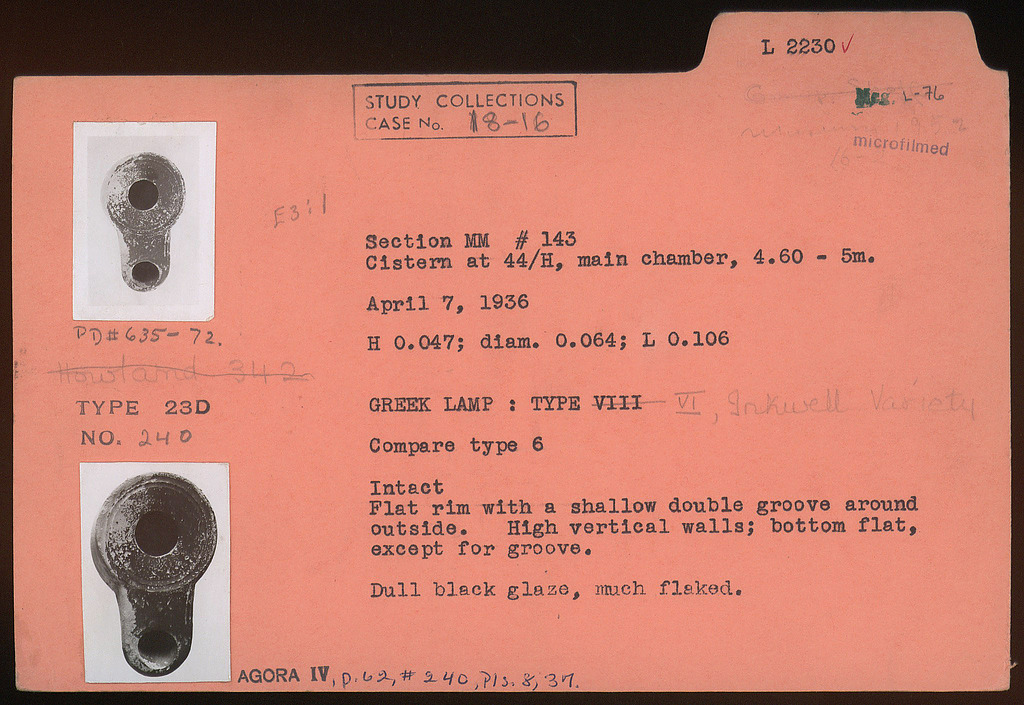 L 2230 ✓
Neg. L-76
microfilmed
STUDY COLLECTIONS
CASE No. 18-16
E3:1
Section MM # 143
Cistern at 44/H, main chamber, 4.60 - 5m.
April 7, 1936
H 0.047; diam. 0.064; L 0.106
PD#635-72.
Howland 342
TYPE 23D
NO. 240
GREEK LAMP : TYPE VIII VI, Inkwell Variety
Compare type 6
Intact
Flat rim with a shallow double groove around
outside. High vertical walls; bottom flat,
except for groove.
Dull black glaze, much flaked.
AGORA IV, p.62, # 240, Pls. 8, 37.